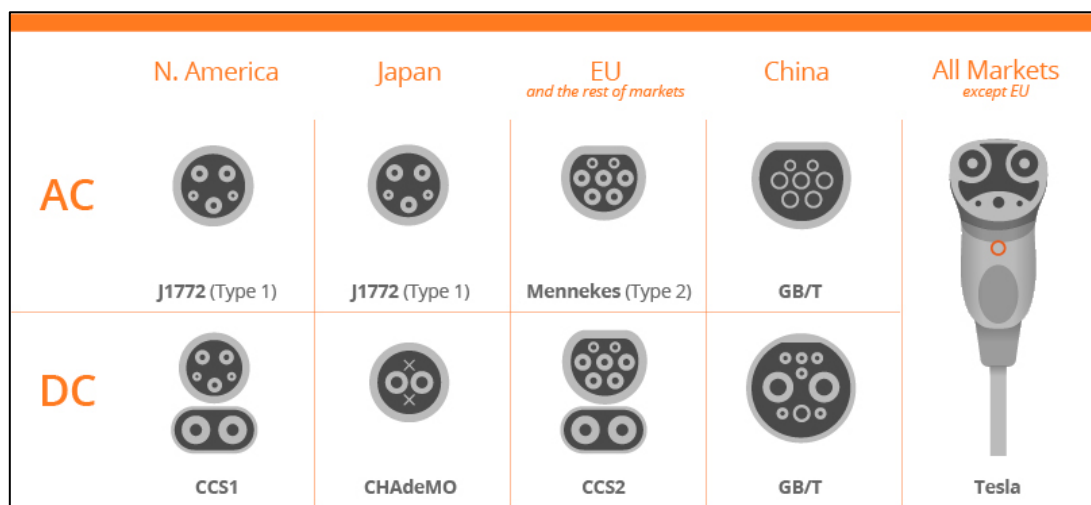 N. America
Japan
EU
and the rest of markets
China
All Markets
except EU
AC
J1772 (Type 1)
J1772 (Type 1)
Mennekes (Type 2)
GB/T
DC
CCS1
CHAdeMO
CCS2
GB/T
Tesla